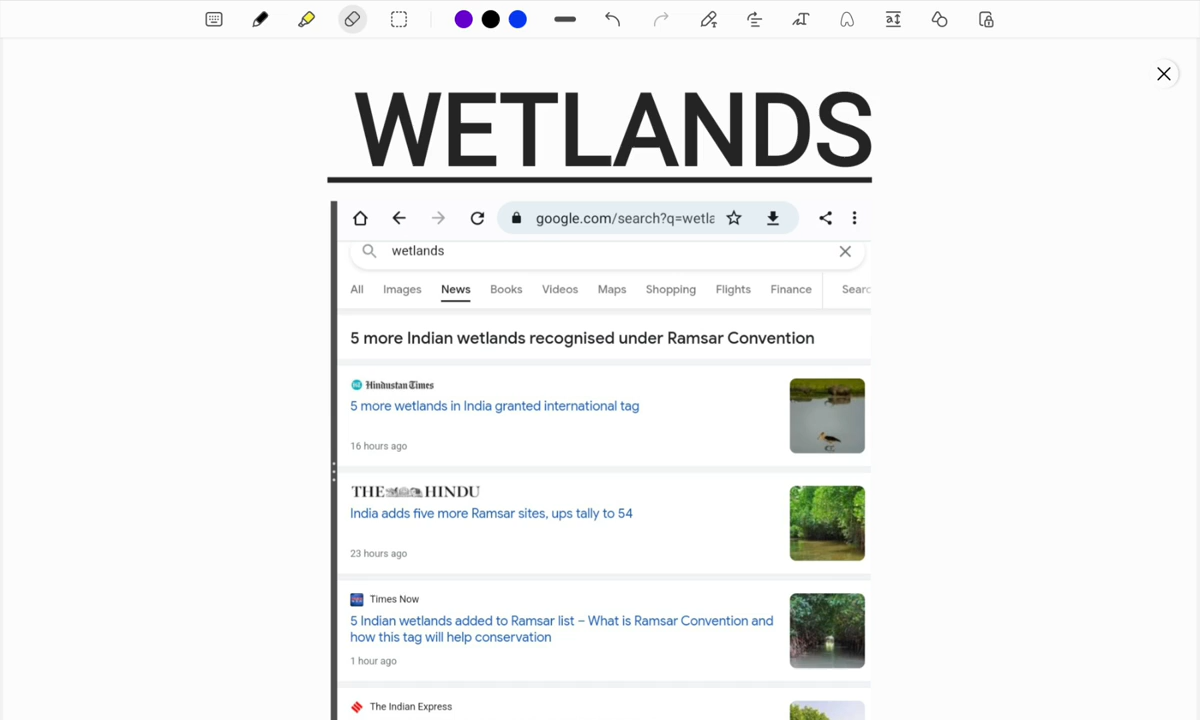 WETLANDS
google.com/search?q=wetla
wetlands
All Images News Books Videos Maps Shopping Flights Finance Searc
5 more Indian wetlands recognised under Ramsar Convention
Hindustan Times
5 more wetlands in India granted international tag
16 hours ago
THE HINDU
India adds five more Ramsar sites, ups tally to 54
23 hours ago
Times Now
5 Indian wetlands added to Ramsar list – What is Ramsar Convention and
how this tag will help conservation
1 hour ago
The Indian Express